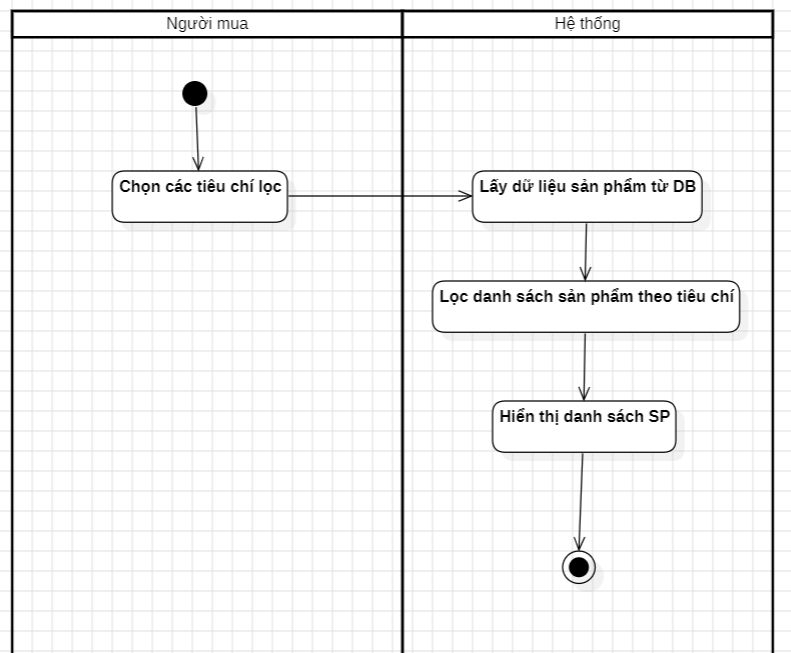 Người mua
Hệ thống
Chọn các tiêu chí lọc
Lấy dữ liệu sản phẩm từ DB
Lọc danh sách sản phẩm theo tiêu chí
Hiển thị danh sách SP